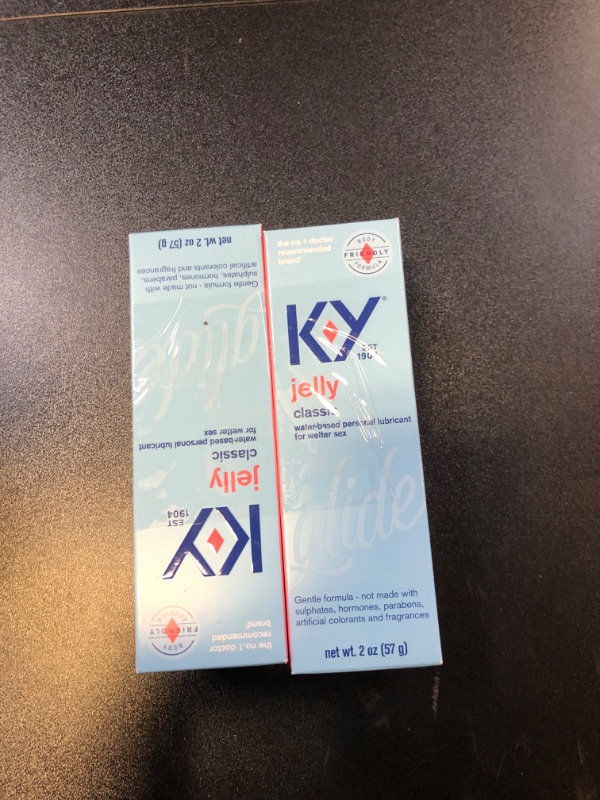 net wt. 2 oz (57 g)
Gentle formula - not made with
sulphates, hormones, parabens,
artificial colorants and fragrances
glide
water-based personal lubricant
for wetter sex
classic
jelly
KY
EST
1904
the no. 1 doctor
recommended
brand
BODY
FRIENDLY
FORMULA
the no. 1 doctor
recommended
brand
BODY
FRIENDLY
FORMULA
KY®
EST
1904
jelly
classic
water-based personal lubricant
for wetter sex
glide
Gentle formula - not made with
sulphates, hormones, parabens,
artificial colorants and fragrances
net wt. 2 oz (57 g)